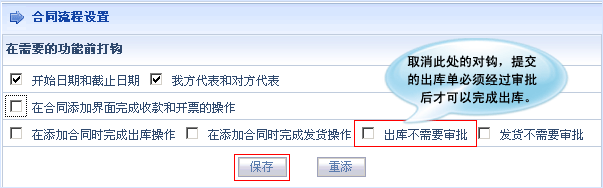 合同流程设置
在需要的功能前打钩
取消此处的对钩，提交
的出库单必须经过审批
后才可以完成出库。
开始日期和截止日期 我方代表和对方代表
在合同添加界面完成收款和开票的操作
在添加合同时完成出库操作 在添加合同时完成发货操作 出库不需要审批 发货不需要审批
保存 重添